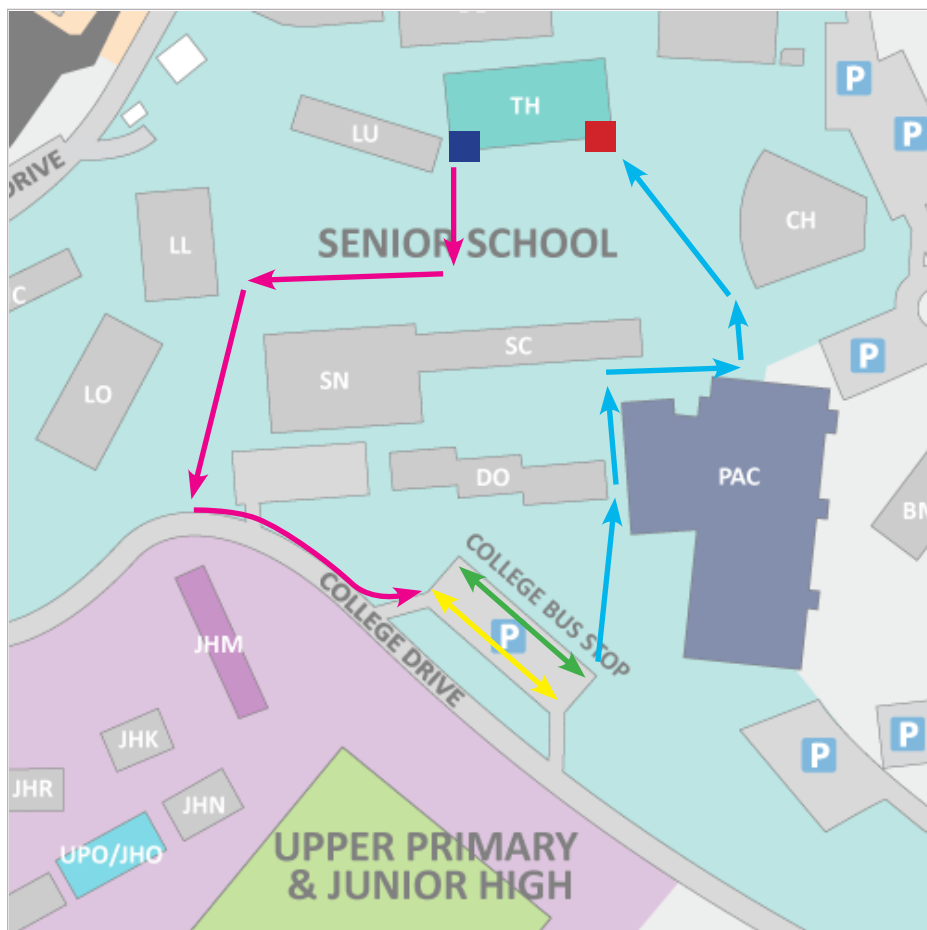 P
TH
P
LU
DRIVE
CH
LL
SENIOR SCHOOL
C
SC
P
SN
LO
DO
PAC
BM
COLLEGE BUS STOP
COLLEGE DRIVE
P
JHM
JHK
P
P
JHR
JHN
UPO/JHO
UPPER PRIMARY
& JUNIOR HIGH